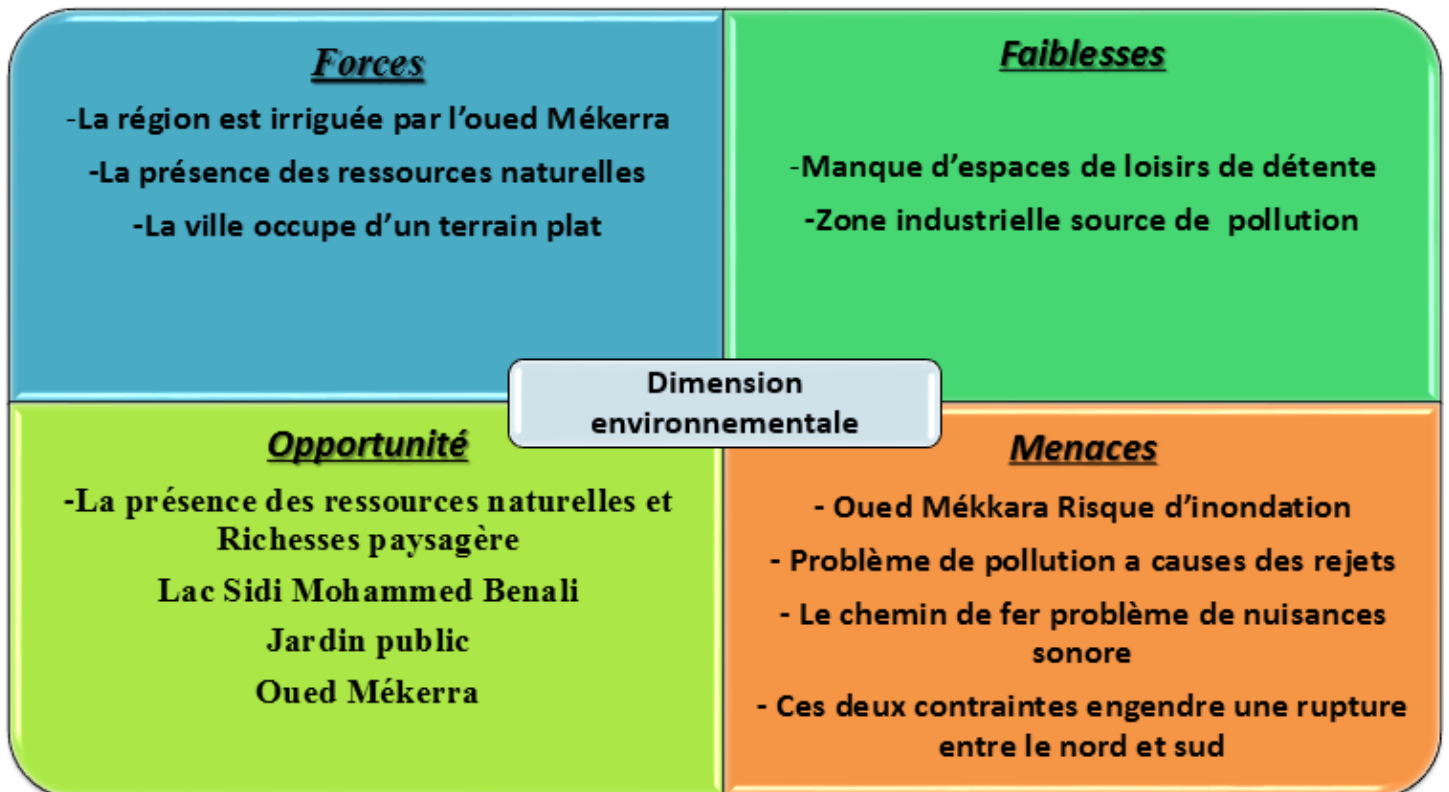 Forces
-La région est irriguée par l'oued Mékerra
-La présence des ressources naturelles
-La ville occupe d'un terrain plat
Faiblesses
-Manque d'espaces de loisirs de détente
-Zone industrielle source de pollution
Dimension
environnementale
Opportunité
-La présence des ressources naturelles et
Richesses paysagère
Lac Sidi Mohammed Benali
Jardin public
Oued Mékerra
Menaces
- Oued Mékkara Risque d'inondation
- Problème de pollution a causes des rejets
- Le chemin de fer problème de nuisances
sonore
- Ces deux contraintes engendre une rupture
entre le nord et sud